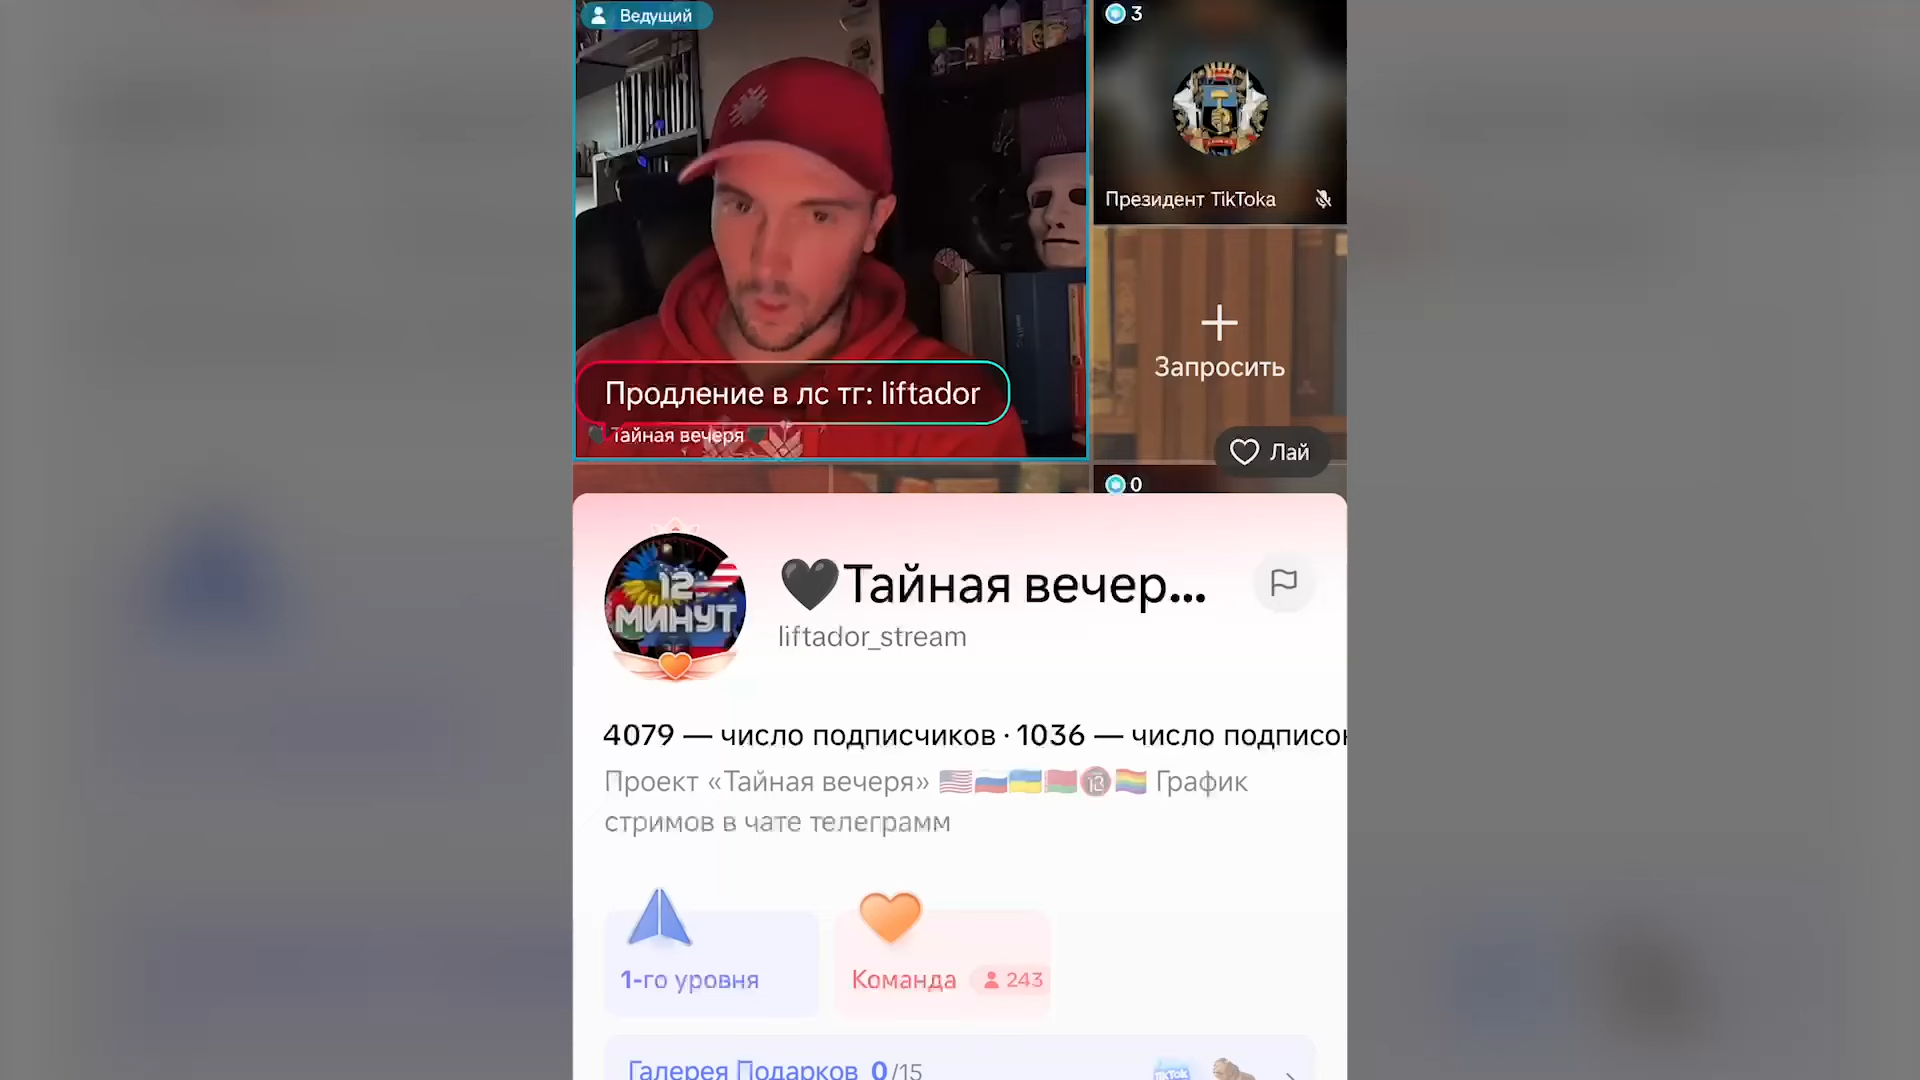 Ведущий
3
Президент TikTokа
Запросить
Продление в лс тг: liftador
Тайная вечеря
Лай
0
12
МИНУТ
🖤Тайная вечер...
liftador_stream
4079 — число подписчиков · 1036 — число подписок
Проект «Тайная вечеря» 🇺🇸🇷🇺🇺🇦🇧🇾🔞🏳️‍🌈 График
стримов в чате телеграмм
1-го уровня
Команда 243
Галерея Подарков 0/15
TikTok